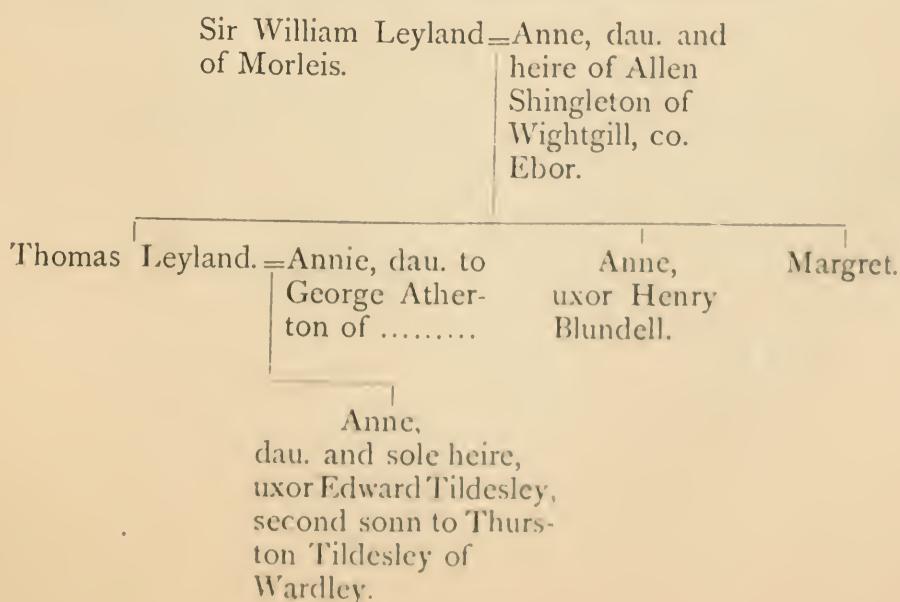 Sir William Leyland = Anne, dau. and
of Morleis.
heire of Allen
Shingleton of
Wightgill, co.
Ebor.
Thomas Leyland. = Annie, dau. to
George Ather-
ton of .........
Anne,
uxor Henry
Blundell.
Margret.
Anne,
dau. and sole heire,
uxor Edward Tildesley,
second sonn to Thurs-
ton Tildesley of
Wardley.